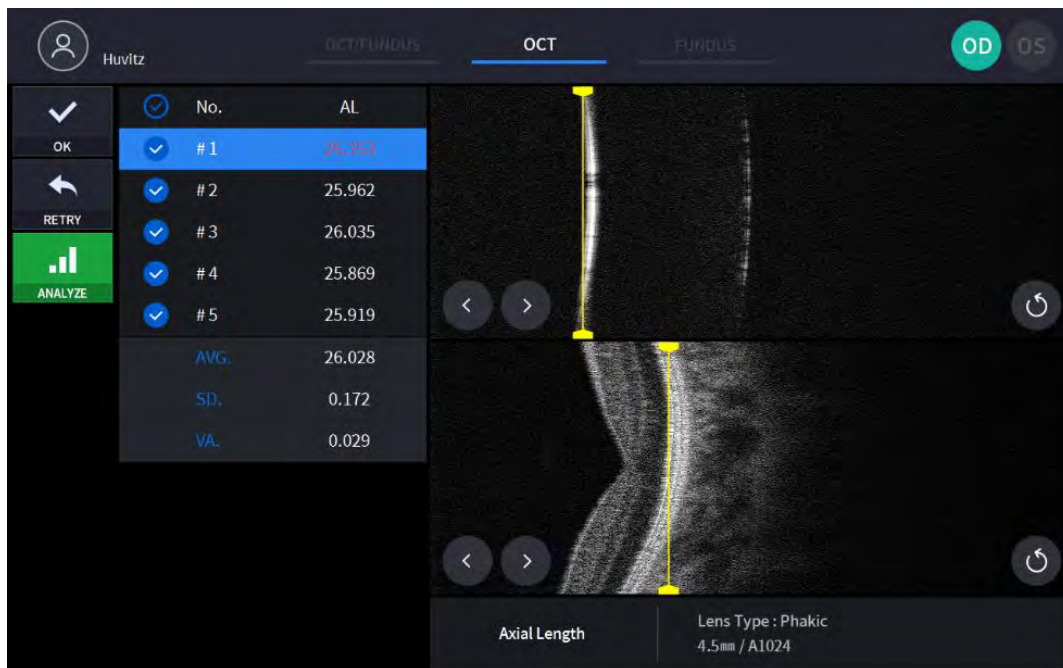 Huvitz
OCT/FUNDUS
OCT
FUNDUS
OD
OS
OK
RETRY
ANALYZE
No. AL
#1 26.353
#2 25.962
#3 26.035
#4 25.869
#5 25.919
AVG. 26.028
SD. 0.172
VA. 0.029
Axial Length
Lens Type : Phakic
4.5mm / A1024